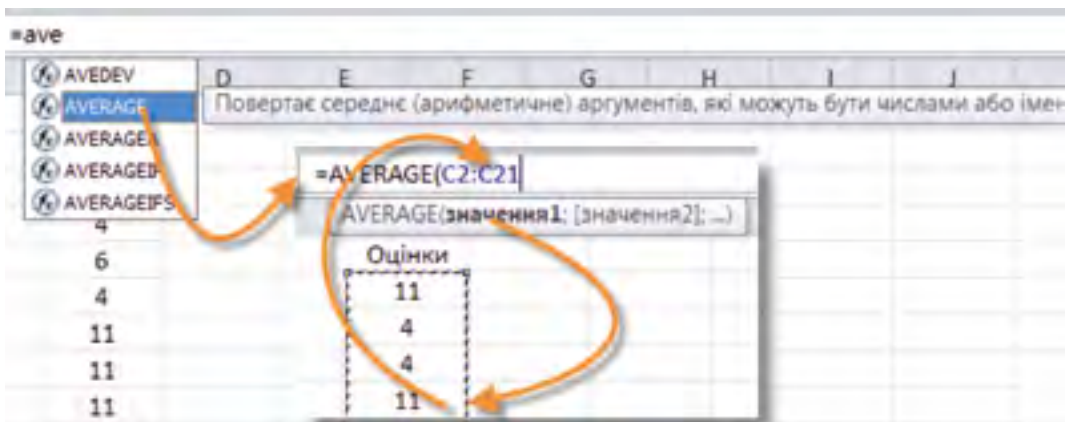 =ave
AVEDEV
D E F G H I J
AVERAGE
Повертає середнє (арифметичне) аргументів, які можуть бути числами або імен
AVERAGEA
AVERAGEIF
AVERAGEIFS
4
6
4
11
11
11
=AVERAGE(C2:C21
AVERAGE(значення1; [значення2]; ...)
Оцінки
11
4
4
11